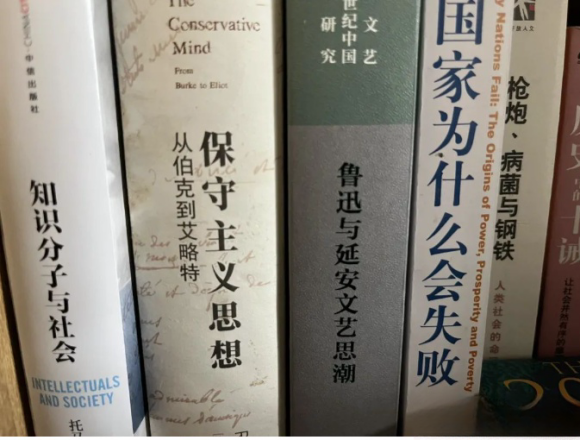 中信出版社
知识分子与社会
INTELLECTUALS
AND SOCIETY
The
Conservative
Mind
From
Burke to Eliot
保守主义思想
从伯克到艾略特
文艺
世纪中国
研究
鲁迅与延安文艺思潮
国家为什么会失败
Nations Fail: The Origins of Power, Prosperity and Poverty
枪炮、病菌与钢铁
人类社会的命